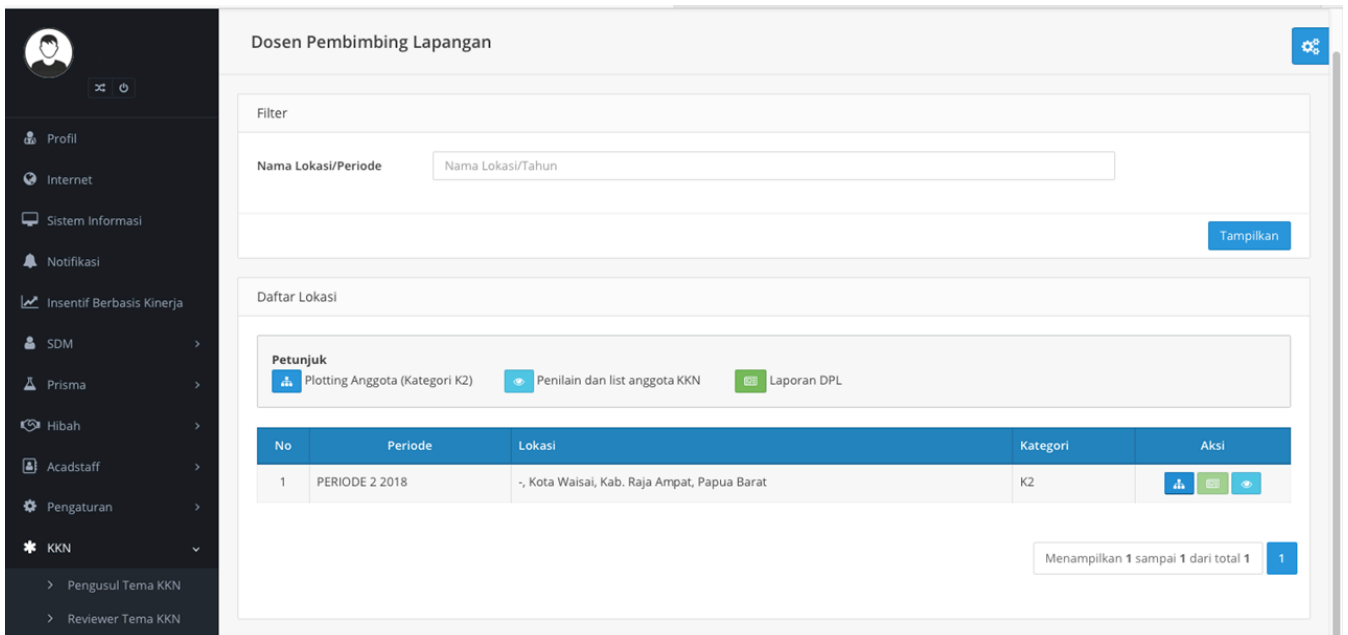 Dosen Pembimbing Lapangan
Profil
Internet
Sistem Informasi
Notifikasi
Insentif Berbasis Kinerja
SDM
Prisma
Hibah
Acadstaff
Pengaturan
KKN
Pengusul Tema KKN
Reviewer Tema KKN
Filter
Nama Lokasi/Periode Nama Lokasi/Tahun
Tampilkan
Daftar Lokasi
Petunjuk
Plotting Anggota (Kategori K2) Penilain dan list anggota KKN Laporan DPL
No Periode Lokasi Kategori Aksi
1 PERIODE 2 2018 -, Kota Waisai, Kab. Raja Ampat, Papua Barat K2
Menampilkan 1 sampai 1 dari total 1 1